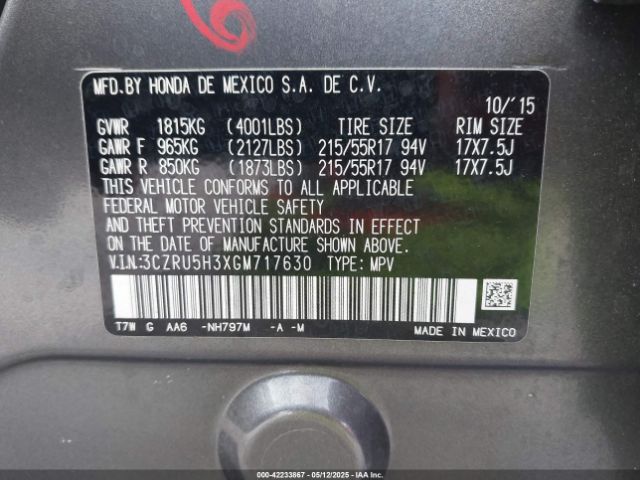 6
MFD.BY HONDA DE MEXICO S.A. DE C.V.
10/'15
GVWR 1815KG (4001LBS) TIRE SIZE RIM SIZE
GAWR F 965KG (2127LBS) 215/55R17 94V 17X7.5J
GAWR R 850KG (1873LBS) 215/55R17 94V 17X7.5J
THIS VEHICLE CONFORMS TO ALL APPLICABLE
FEDERAL MOTOR VEHICLE SAFETY
AND THEFT PREVENTION STANDARDS IN EFFECT
ON THE DATE OF MANUFACTURE SHOWN ABOVE.
V.I.N.:3CZRU5H3XGM717630 TYPE: MPV
T7W G AA6 -NH797M -A -M MADE IN MEXICO
000-42233867 - 05/12/2025 - IAAI.COM